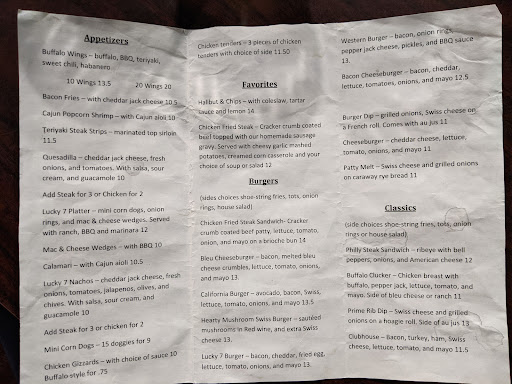 Appetizers
Buffalo Wings – buffalo, BBQ, teriyaki,
sweet chili, habanero
10 Wings 13.5 20 Wings 20
Bacon Fries – with cheddar jack cheese 10.5
Cajun Popcorn Shrimp – with Cajun aioli 10
Teriyaki Steak Strips – marinated top sirloin
11.5
Quesadilla – cheddar jack cheese, fresh
onions, and tomatoes. With salsa, sour
cream, and guacamole 10
Add Steak for 3 or Chicken for 2
Lucky 7 Platter – mini corn dogs, onion
rings, and mac & cheese wedges. Served
with ranch, BBQ and marinara 12
Mac & Cheese Wedges – with BBQ 10
Calamari – with Cajun aioli 10.5
Lucky 7 Nachos – cheddar jack cheese, fresh
onions, tomatoes, jalapenos, olives, and
chives. With salsa, sour cream, and
guacamole 10
Add Steak for 3 or chicken for 2
Mini Corn Dogs – 15 doggies for 9
Chicken Gizzards – with choice of sauce 10
Buffalo style for .75
Chicken tenders – 3 pieces of chicken
tenders with choice of side 11.50
Favorites
Halibut & Chips – with coleslaw, tartar
sauce and lemon 14
Chicken Fried Steak – Cracker crumb coated
beef topped with our homemade sausage
gravy. Served with cheesy garlic mashed
potatoes, creamed corn casserole and your
choice of soup or salad 12
Burgers
(sides choices shoe-string fries, tots, onion
rings, house salad)
Chicken Fried Steak Sandwich- Cracker
crumb coated beef patty, lettuce, tomato,
onion, and mayo on a brioche bun 14
Bleu Cheeseburger – bacon, melted bleu
cheese crumbles, lettuce, tomato, onions,
and mayo 13.
California Burger – avocado, bacon, Swiss,
lettuce, tomato, onions, and mayo 13.5
Hearty Mushroom Swiss Burger – sautéed
mushrooms in Red wine, and extra Swiss
cheese 13.
Lucky 7 Burger – bacon, cheddar, fried egg,
lettuce, tomato, onions, and mayo 13.
Western Burger – bacon, onion rings,
pepper jack cheese, pickles, and BBQ sauce
13.
Bacon Cheeseburger – bacon, cheddar,
lettuce, tomatoes, onions, and mayo 12.5
Burger Dip – grilled onions, Swiss cheese on
a French roll. Comes with au jus 11
Cheeseburger – cheddar cheese, lettuce,
tomato, onions, and mayo 11
Patty Melt – Swiss cheese and grilled onions
on caraway rye bread 11
Classics
(side choices shoe-string fries, tots, onion
rings or house salad)
Philly Steak Sandwich – ribeye with bell
peppers, onions, and American cheese 12
Buffalo Clucker – Chicken breast with
buffalo, pepper jack, lettuce, tomato, and
mayo. Side of bleu cheese or ranch 11
Prime Rib Dip – Swiss cheese and grilled
onions on a hoagie roll. Side of au jus 13
Clubhouse – Bacon, turkey, ham, Swiss
cheese, lettuce, tomato, and mayo 11.5